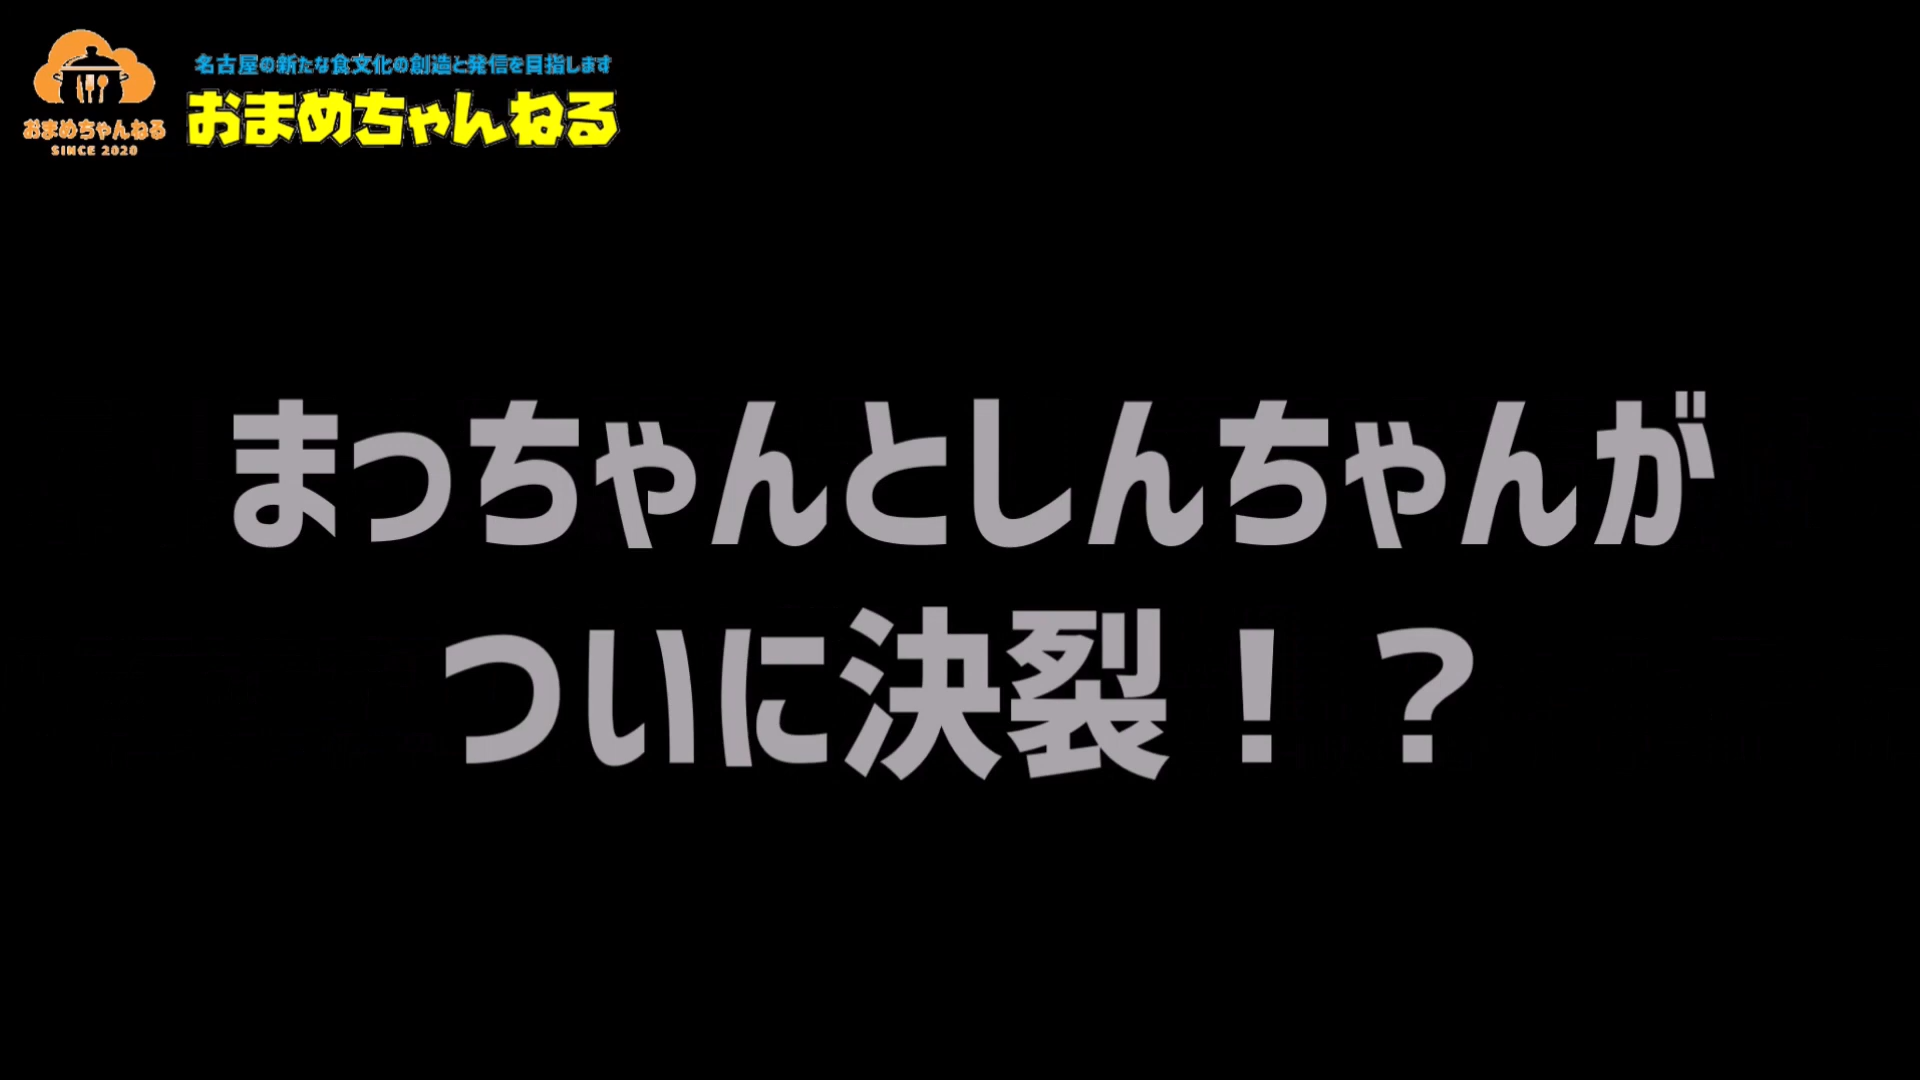 おまめちゃんねる
SINCE 2020
名古屋の新たな食文化の創造と発信を目指します
おまめちゃんねる
まっちゃんとしんちゃんが
ついに決裂！？